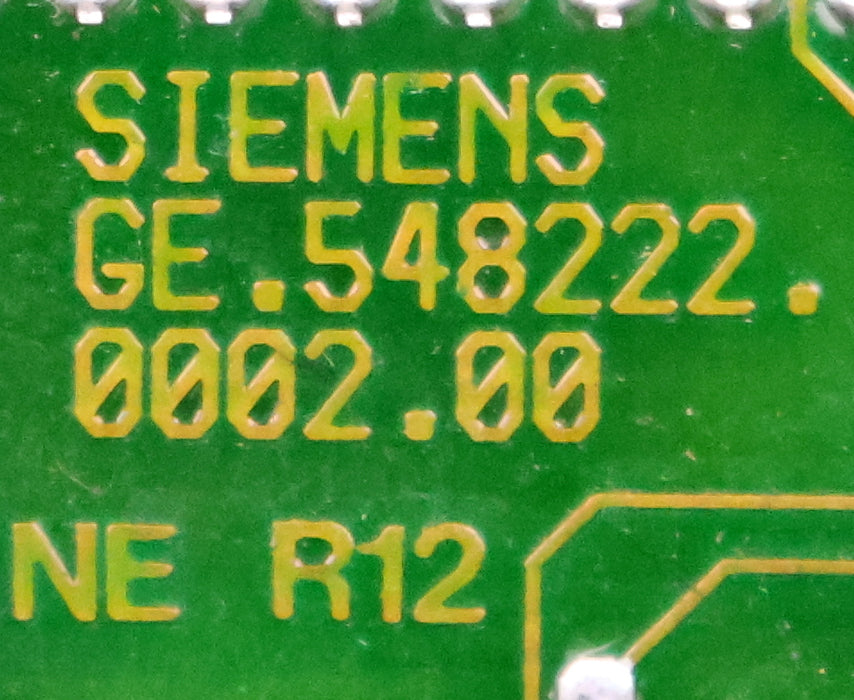 SIEMENS
GE.548222.
0002.00
NE R12